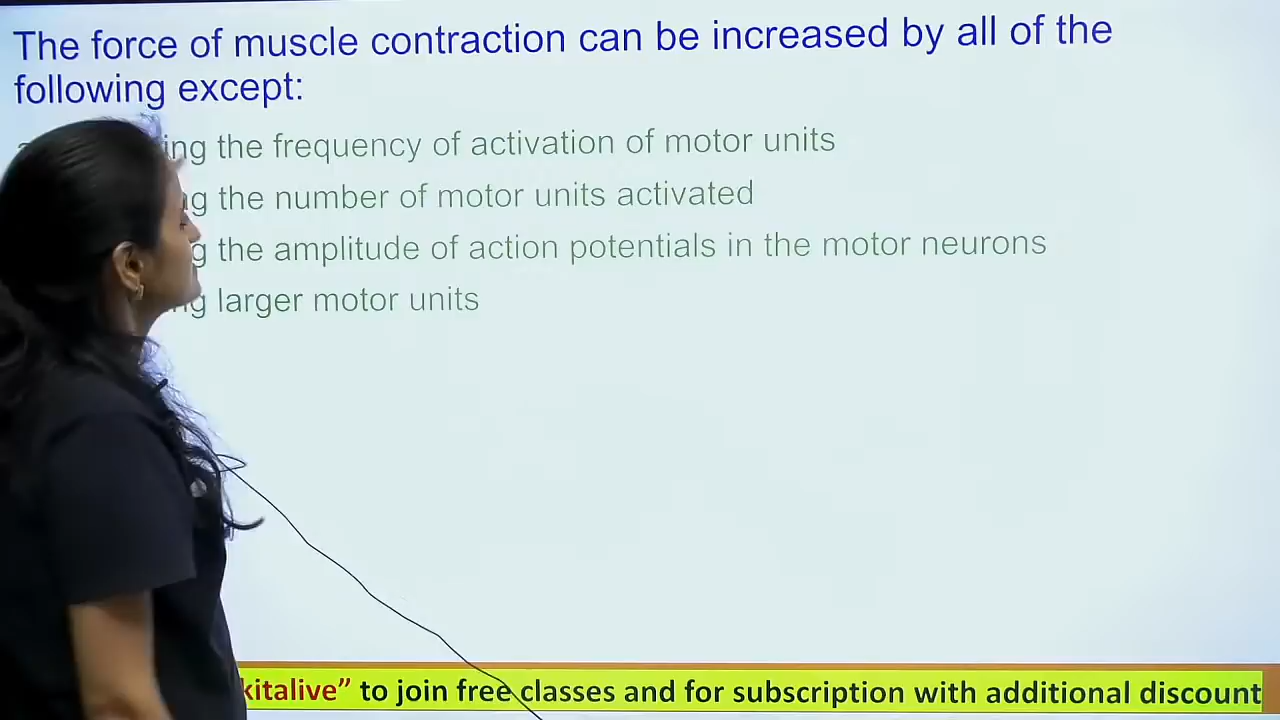 The force of muscle contraction can be increased by all of the
following except:
the frequency of activation of motor units
the number of motor units activated
the amplitude of action potentials in the motor neurons
larger motor units
to join free classes and for subscription with additional discount